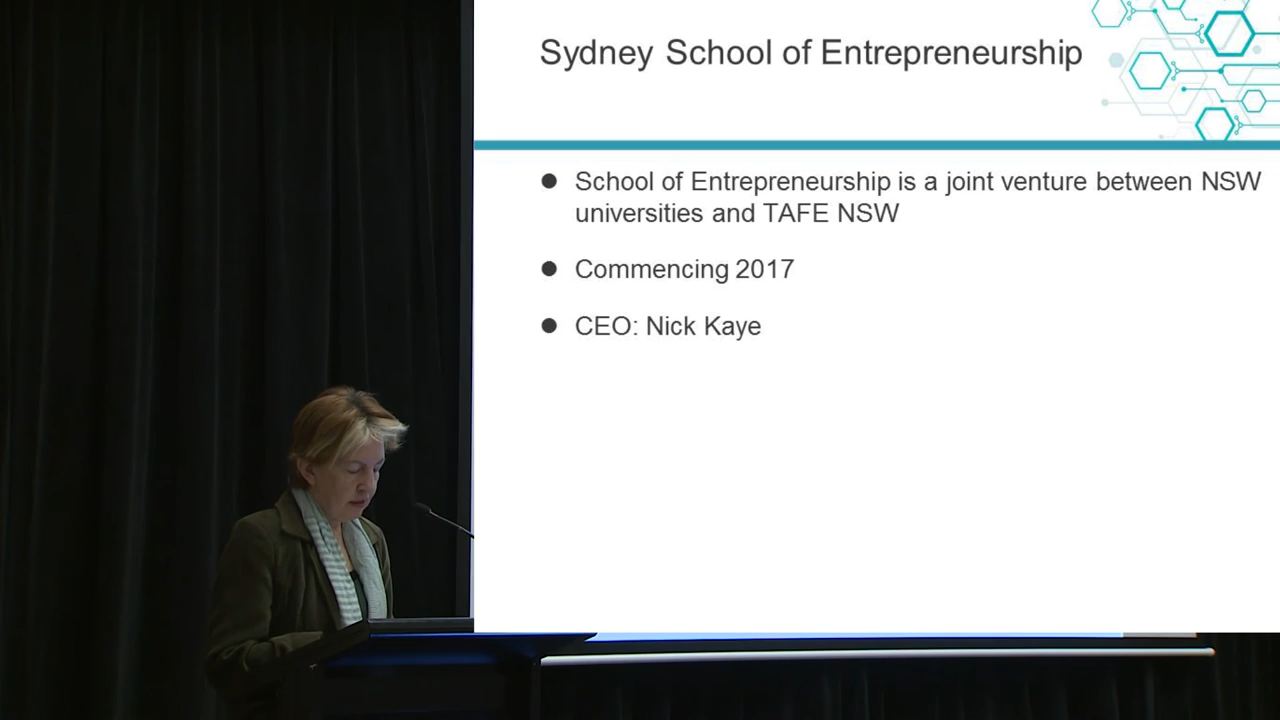 Sydney School of Entrepreneurship
● School of Entrepreneurship is a joint venture between NSW
universities and TAFE NSW
● Commencing 2017
● CEO: Nick Kaye